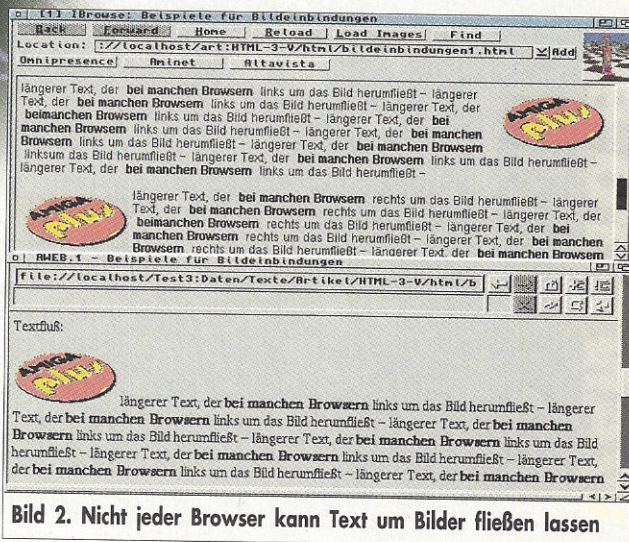 [1] IBrowse: Beispiele für Bildeinbindungen
Back Forward Home Reload Load Images Find
Location: ://localhost/art:HTML-3-V/html/bildeinbindungen1.html Add
Omnipresence Aminet Altavista
längerer Text, der bei manchen Browsern links um das Bild herumfließt – längerer
Text, der bei manchen Browsern links um das Bild herumfließt – längerer Text, der
beimanchen Browsern links um das Bild herumfließt – längerer Text, der bei
manchen Browsern links um das Bild herumfließt – längerer Text, der bei manchen
Browsern links um das Bild herumfließt – längerer Text, der bei manchen Browsern
linksum das Bild herumfließt – längerer Text, der bei manchen Browsern links um das Bild herumfließt –
längerer Text, der bei manchen Browsern links um das Bild herumfließt –
AMIGA
plus
AMIGA
plus
längerer Text, der bei manchen Browsern rechts um das Bild herumfließt – längerer
Text, der bei manchen Browsern rechts um das Bild herumfließt – längerer Text, der
beimanchen Browsern rechts um das Bild herumfließt – längerer Text, der bei
manchen Browsern rechts um das Bild herumfließt – längerer Text, der bei manchen
Browsern rechts um das Bild herumfließt – längerer Text, der bei manchen Browsern
AWEB.1 – Beispiele für Bildeinbindungen
file://localhost/Test3:Daten/Texte/Artikel/HTML-3-V/html/b
Textfluß:
AMIGA
plus
längerer Text, der bei manchen Browsern links um das Bild herumfließt – längerer
Text, der bei manchen Browsern links um das Bild herumfließt – längerer Text, der bei manchen
Browsern links um das Bild herumfließt – längerer Text, der bei manchen Browsern links um das Bild
herumfließt – längerer Text, der bei manchen Browsern links um das Bild herumfließt – längerer Text,
der bei manchen Browsern links um das Bild herumfließt – längerer Text, der bei manchen Browsern
Bild 2. Nicht jeder Browser kann Text um Bilder fließen lassen